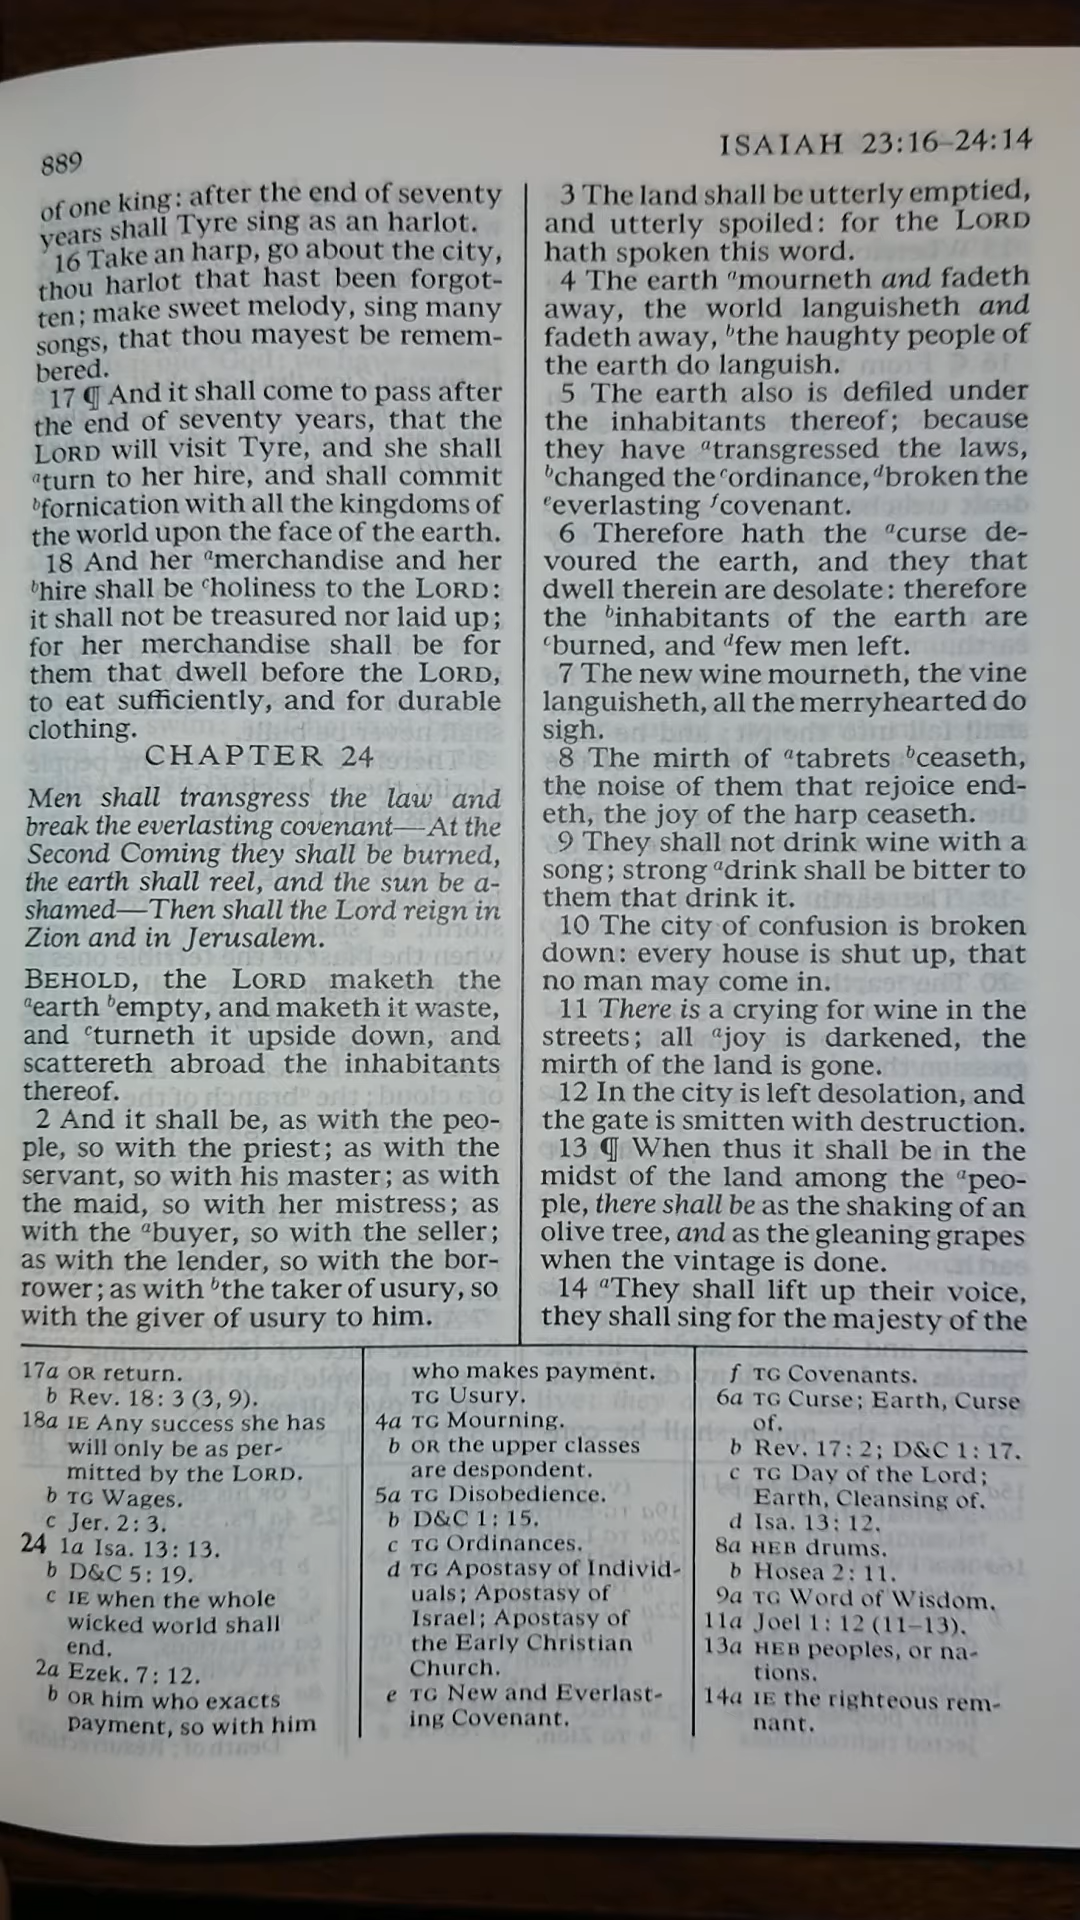 889
ISAIAH 23:16–24:14
of one king: after the end of seventy
years shall Tyre sing as an harlot.
16 Take an harp, go about the city,
thou harlot that hast been forgot-
ten; make sweet melody, sing many
songs, that thou mayest be remem-
bered.
17 ¶ And it shall come to pass after
the end of seventy years, that the
LORD will visit Tyre, and she shall
aturn to her hire, and shall commit
bfornication with all the kingdoms of
the world upon the face of the earth.
18 And her amerchandise and her
bhire shall be choliness to the LORD:
it shall not be treasured nor laid up;
for her merchandise shall be for
them that dwell before the LORD,
to eat sufficiently, and for durable
clothing.
CHAPTER 24
Men shall transgress the law and
break the everlasting covenant—At the
Second Coming they shall be burned,
the earth shall reel, and the sun be a-
shamed—Then shall the Lord reign in
Zion and in Jerusalem.
BEHOLD, the LORD maketh the
aearth bempty, and maketh it waste,
and cturneth it upside down, and
scattereth abroad the inhabitants
thereof.
2 And it shall be, as with the peo-
ple, so with the priest; as with the
servant, so with his master; as with
the maid, so with her mistress; as
with the abuyer, so with the seller;
as with the lender, so with the bor-
rower; as with bthe taker of usury, so
with the giver of usury to him.
3 The land shall be utterly emptied,
and utterly spoiled: for the LORD
hath spoken this word.
4 The earth amourneth and fadeth
away, the world languisheth and
fadeth away, bthe haughty people of
the earth do languish.
5 The earth also is defiled under
the inhabitants thereof; because
they have atransgressed the laws,
bchanged the cordinance, dbroken the
eeverlasting fcovenant.
6 Therefore hath the acurse de-
voured the earth, and they that
dwell therein are desolate: therefore
the binhabitants of the earth are
cburned, and dfew men left.
7 The new wine mourneth, the vine
languisheth, all the merryhearted do
sigh.
8 The mirth of atabrets bceaseth,
the noise of them that rejoice end-
eth, the joy of the harp ceaseth.
9 They shall not drink wine with a
song; strong adrink shall be bitter to
them that drink it.
10 The city of confusion is broken
down: every house is shut up, that
no man may come in.
11 There is a crying for wine in the
streets; all ajoy is darkened, the
mirth of the land is gone.
12 In the city is left desolation, and
the gate is smitten with destruction.
13 ¶ When thus it shall be in the
midst of the land among the apeo-
ple, there shall be as the shaking of an
olive tree, and as the gleaning grapes
when the vintage is done.
14 aThey shall lift up their voice,
they shall sing for the majesty of the
17a OR return.
b Rev. 18: 3 (3, 9).
18a IE Any success she has
will only be as per-
mitted by the LORD.
b TG Wages.
c Jer. 2: 3.
24 1a Isa. 13: 13.
b D&C 5: 19.
c IE when the whole
wicked world shall
end.
2a Ezek. 7: 12.
b OR him who exacts
payment, so with him
who makes payment.
TG Usury.
4a TG Mourning.
b OR the upper classes
are despondent.
5a TG Disobedience.
b D&C 1: 15.
c TG Ordinances.
d TG Apostasy of Individ-
uals; Apostasy of
Israel; Apostasy of
the Early Christian
Church.
e TG New and Everlast-
ing Covenant.
f TG Covenants.
6a TG Curse; Earth, Curse
of.
b Rev. 17: 2; D&C 1: 17.
c TG Day of the Lord;
Earth, Cleansing of.
d Isa. 13: 12.
8a HEB drums.
b Hosea 2: 11.
9a TG Word of Wisdom.
11a Joel 1: 12 (11–13).
13a HEB peoples, or na-
tions.
14a IE the righteous rem-
nant.